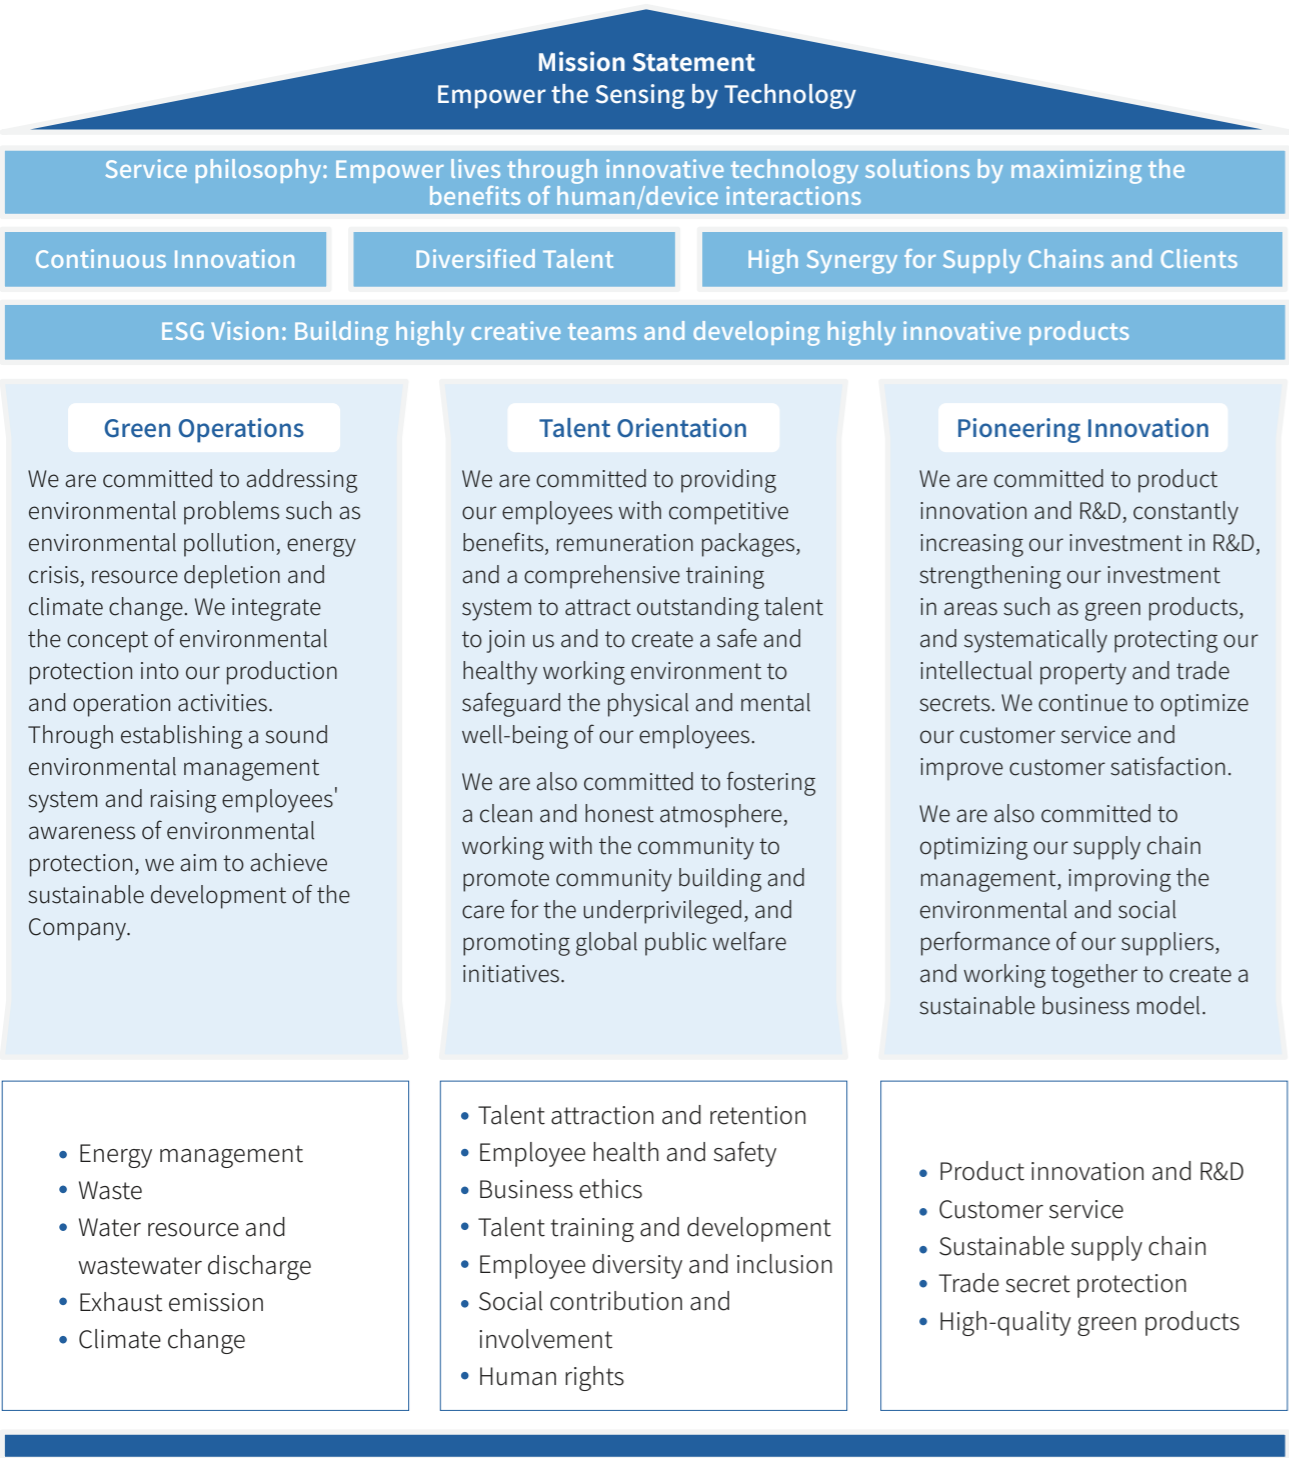 Mission Statement
Empower the Sensing by Technology
Service philosophy: Empower lives through innovative technology solutions by maximizing the
benefits of human/device interactions
Continuous Innovation
Diversified Talent
High Synergy for Supply Chains and Clients
ESG Vision: Building highly creative teams and developing highly innovative products
Green Operations
We are committed to addressing
environmental problems such as
environmental pollution, energy
crisis, resource depletion and
climate change. We integrate
the concept of environmental
protection into our production
and operation activities.
Through establishing a sound
environmental management
system and raising employees'
awareness of environmental
protection, we aim to achieve
sustainable development of the
Company.
• Energy management
• Waste
• Water resource and
wastewater discharge
• Exhaust emission
• Climate change
Talent Orientation
We are committed to providing
our employees with competitive
benefits, remuneration packages,
and a comprehensive training
system to attract outstanding talent
to join us and to create a safe and
healthy working environment to
safeguard the physical and mental
well-being of our employees.
We are also committed to fostering
a clean and honest atmosphere,
working with the community to
promote community building and
care for the underprivileged, and
promoting global public welfare
initiatives.
• Talent attraction and retention
• Employee health and safety
• Business ethics
• Talent training and development
• Employee diversity and inclusion
• Social contribution and
involvement
• Human rights
Pioneering Innovation
We are committed to product
innovation and R&D, constantly
increasing our investment in R&D,
strengthening our investment
in areas such as green products,
and systematically protecting our
intellectual property and trade
secrets. We continue to optimize
our customer service and
improve customer satisfaction.
We are also committed to
optimizing our supply chain
management, improving the
environmental and social
performance of our suppliers,
and working together to create a
sustainable business model.
• Product innovation and R&D
• Customer service
• Sustainable supply chain
• Trade secret protection
• High-quality green products